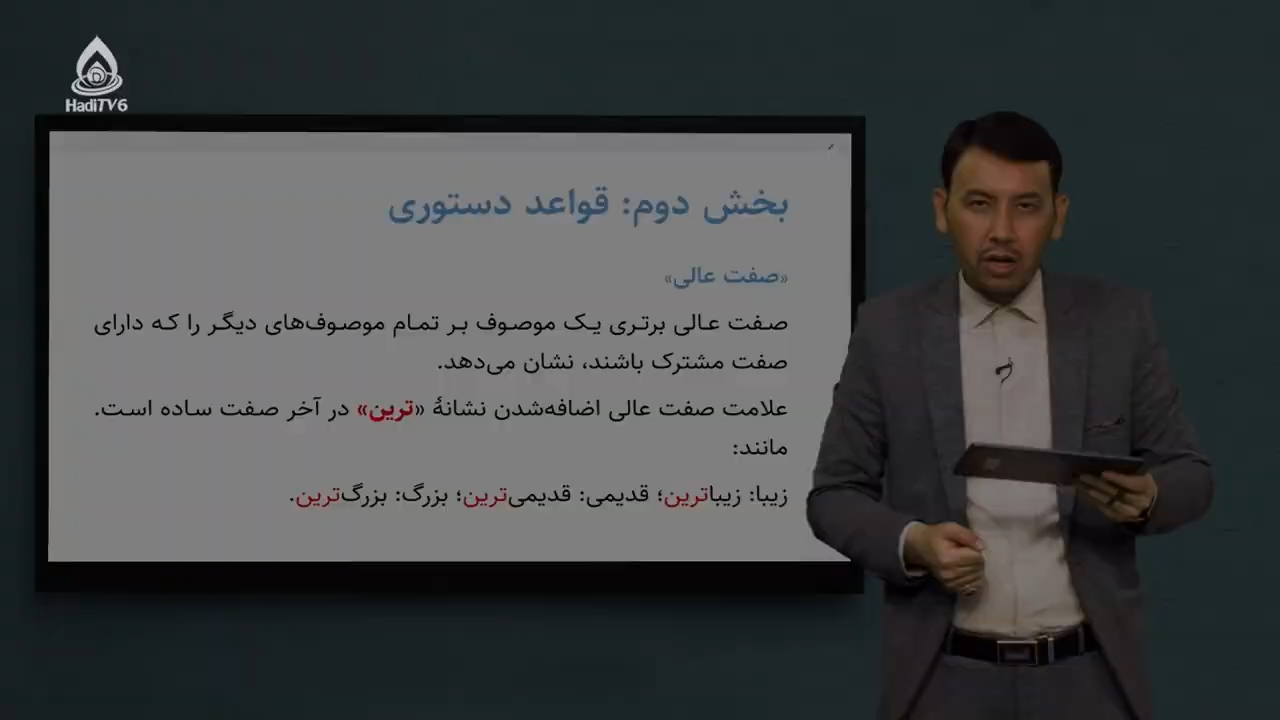 HadiTV6
بخش دوم: قواعد دستوری
«صفت عالی»
صفت عالی برتری یک موصوف بر تمام موصوف‌های دیگر را که دارای
صفت مشترک باشند، نشان می‌دهد.
علامت صفت عالی اضافه‌شدن نشانهٔ «ترین» در آخر صفت ساده است.
مانند:
زیبا: زیباترین؛ قدیمی: قدیمی‌ترین؛ بزرگ: بزرگ‌ترین.